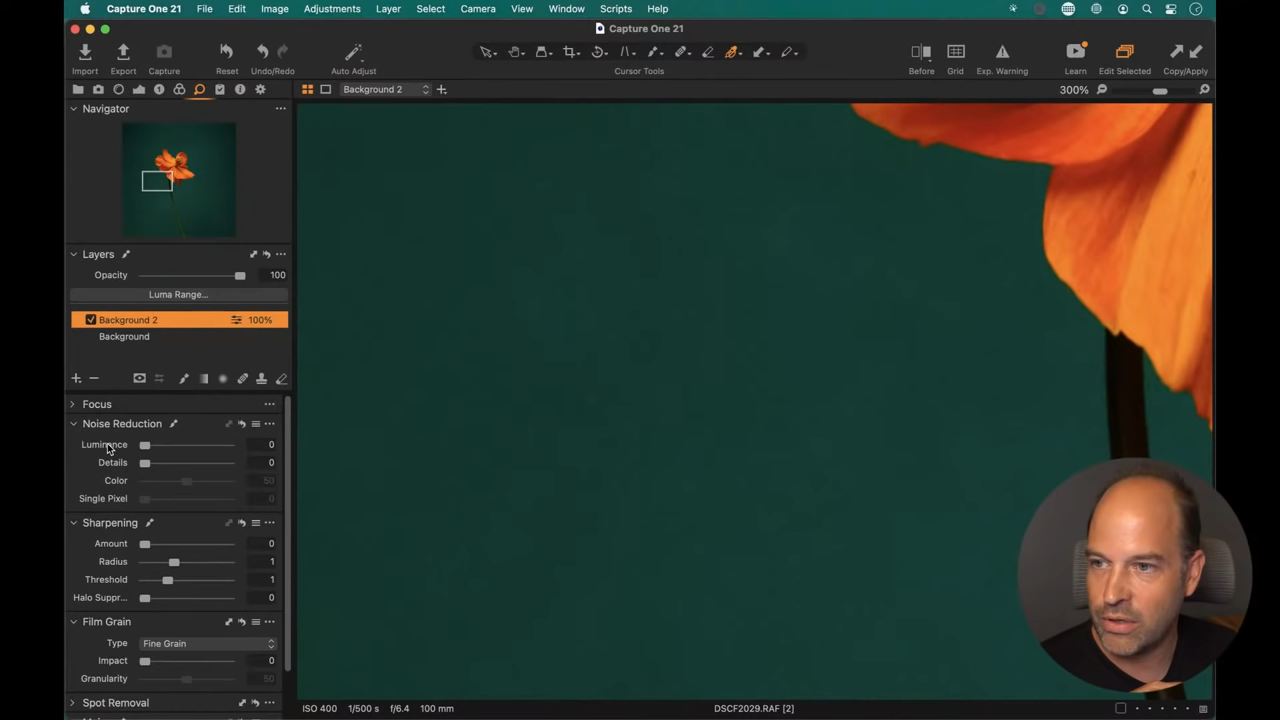 Capture One 21 File Edit Image Adjustments Layer Select Camera View Window Scripts Help
Capture One 21
Import Export Capture Reset Undo/Redo Auto Adjust Cursor Tools Before Grid Exp. Warning Learn Edit Selected Copy/Apply
Background 2
300%
Navigator
Layers
Opacity 100
Luma Range...
Background 2 100%
Background
Focus
Noise Reduction
Luminance 0
Details 0
Color 50
Single Pixel 0
Sharpening
Amount 0
Radius 1
Threshold 1
Halo Suppr... 0
Film Grain
Type Fine Grain
Impact 0
Granularity 50
Spot Removal
ISO 400 1/500 s f/6.4 100 mm DSCF2029.RAF [2]